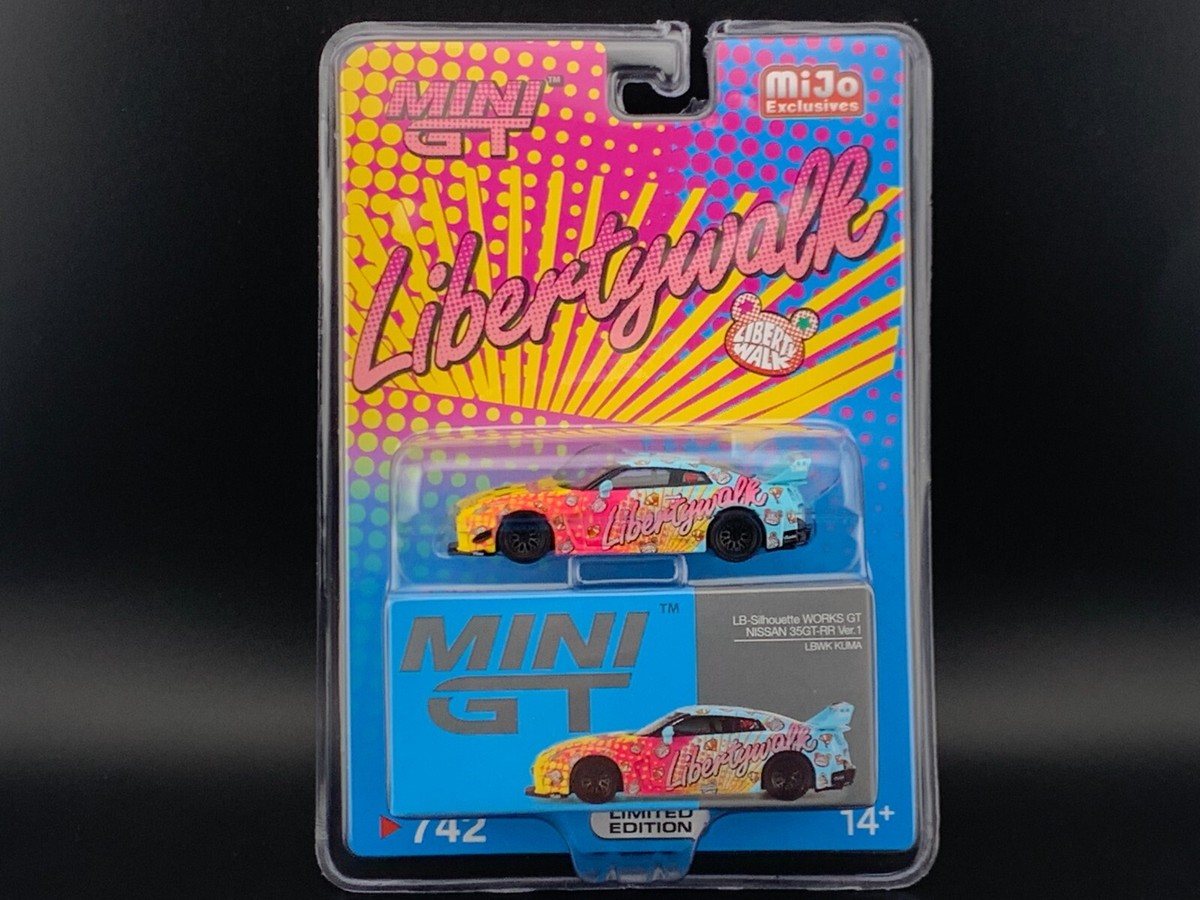 MINI GT™
MiJo
Exclusives
Libertywalk
LIBERTY
WALK
Libertywalk
MINI GT™
LB-Silhouette WORKS GT
NISSAN 35GT-RR Ver.1
LBWK KUMA
Libertywalk
742
LIMITED
EDITION
14+